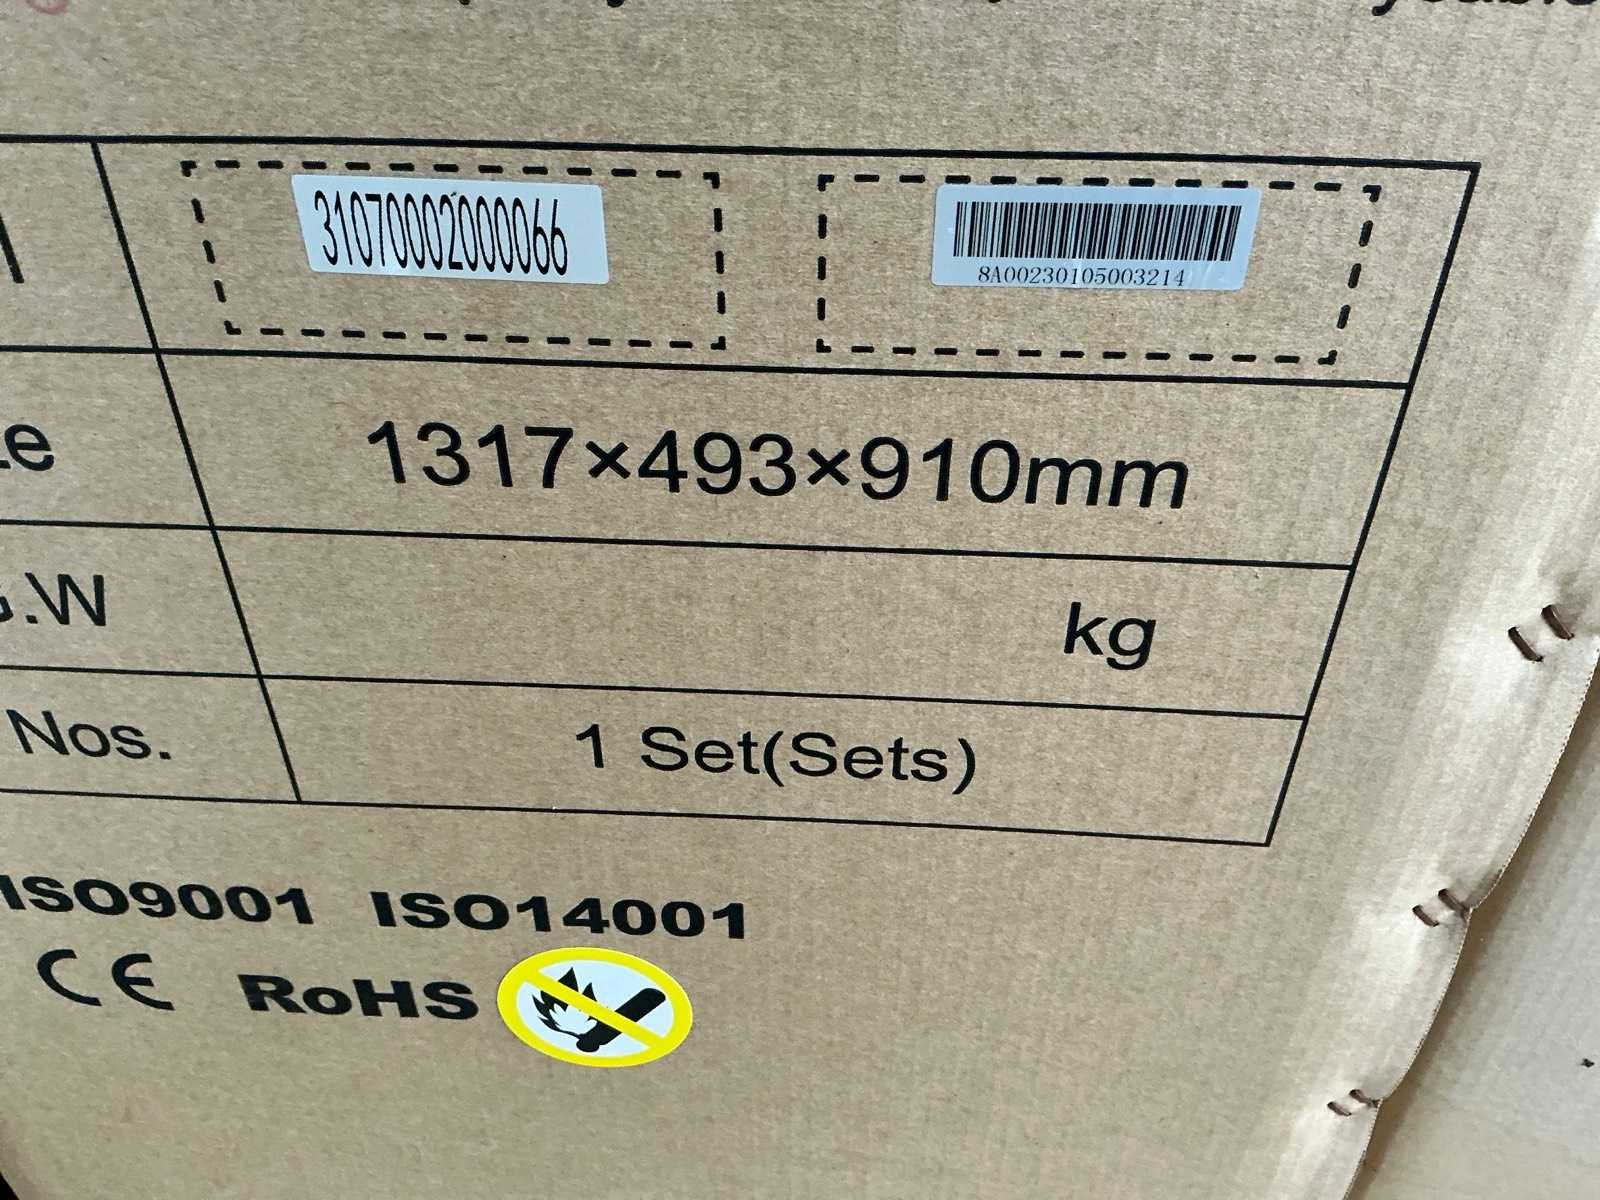 31070002000066
8A00230105003214
1317×493×910mm
G.W kg
Nos. 1 Set(Sets)
ISO9001 ISO14001
CE RoHS